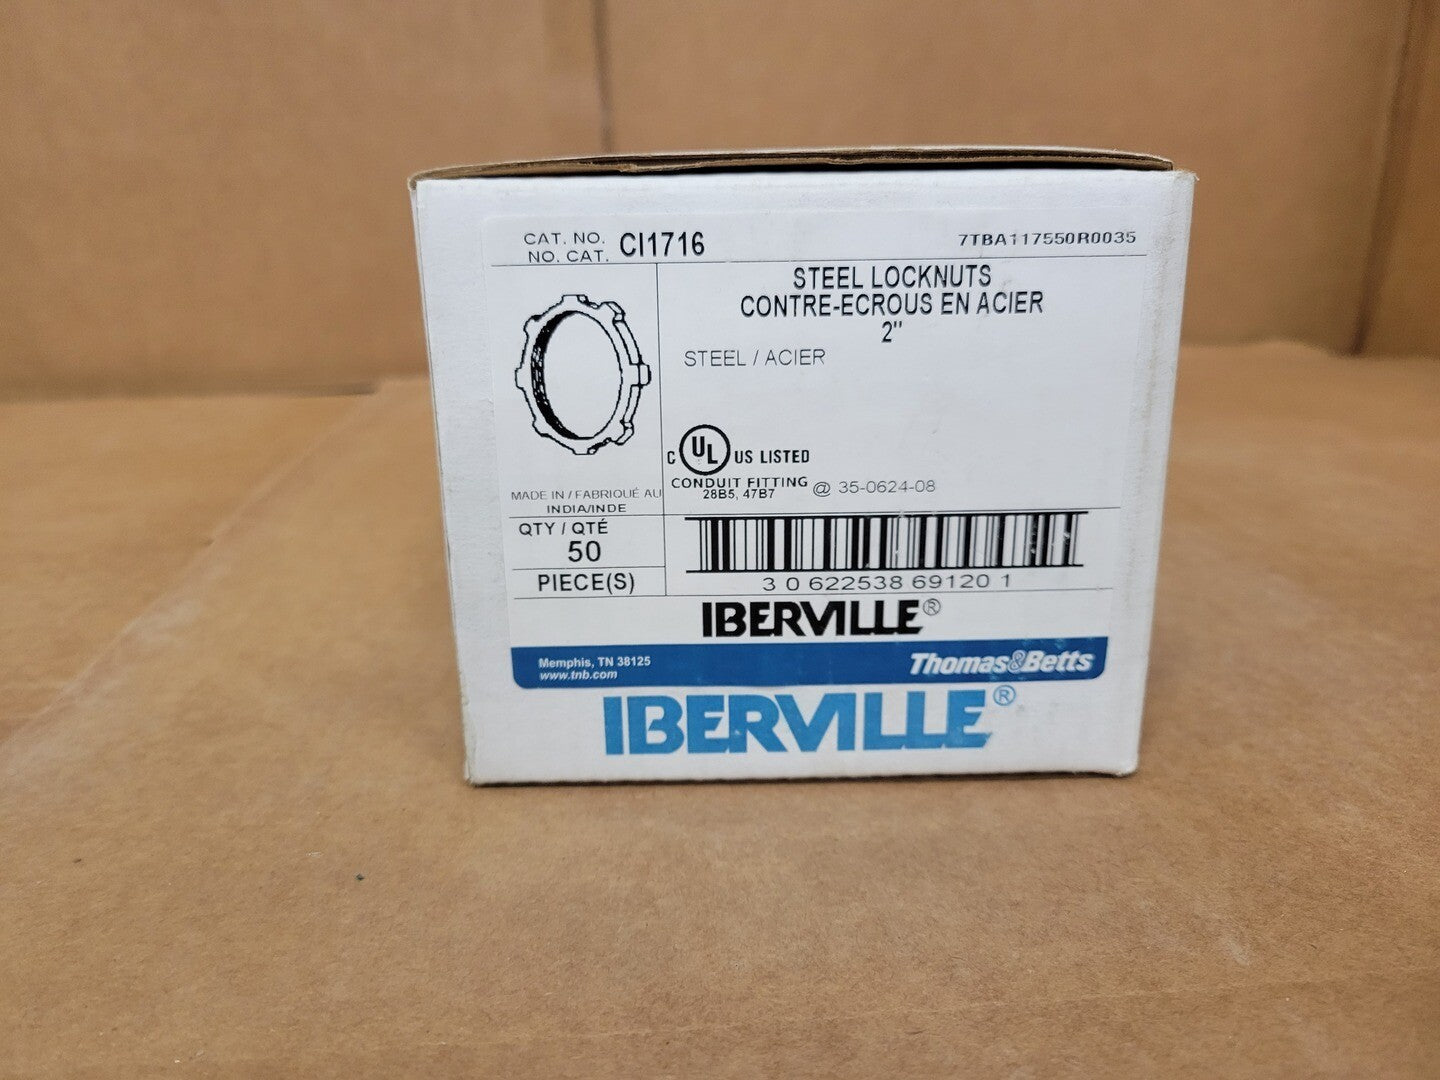 CAT. NO.
NO. CAT. CI1716
7TBA117550R0035
STEEL LOCKNUTS
CONTRE-ECROUS EN ACIER
2"
STEEL / ACIER
C UL US LISTED
CONDUIT FITTING
28B5, 47B7
@ 35-0624-08
MADE IN / FABRIQUÉ AU
INDIA/INDE
QTY / QTÉ
50
PIECE(S)
3 0 622538 69120 1
IBERVILLE®
Memphis, TN 38125
www.tnb.com
Thomas&Betts
IBERVILLE®